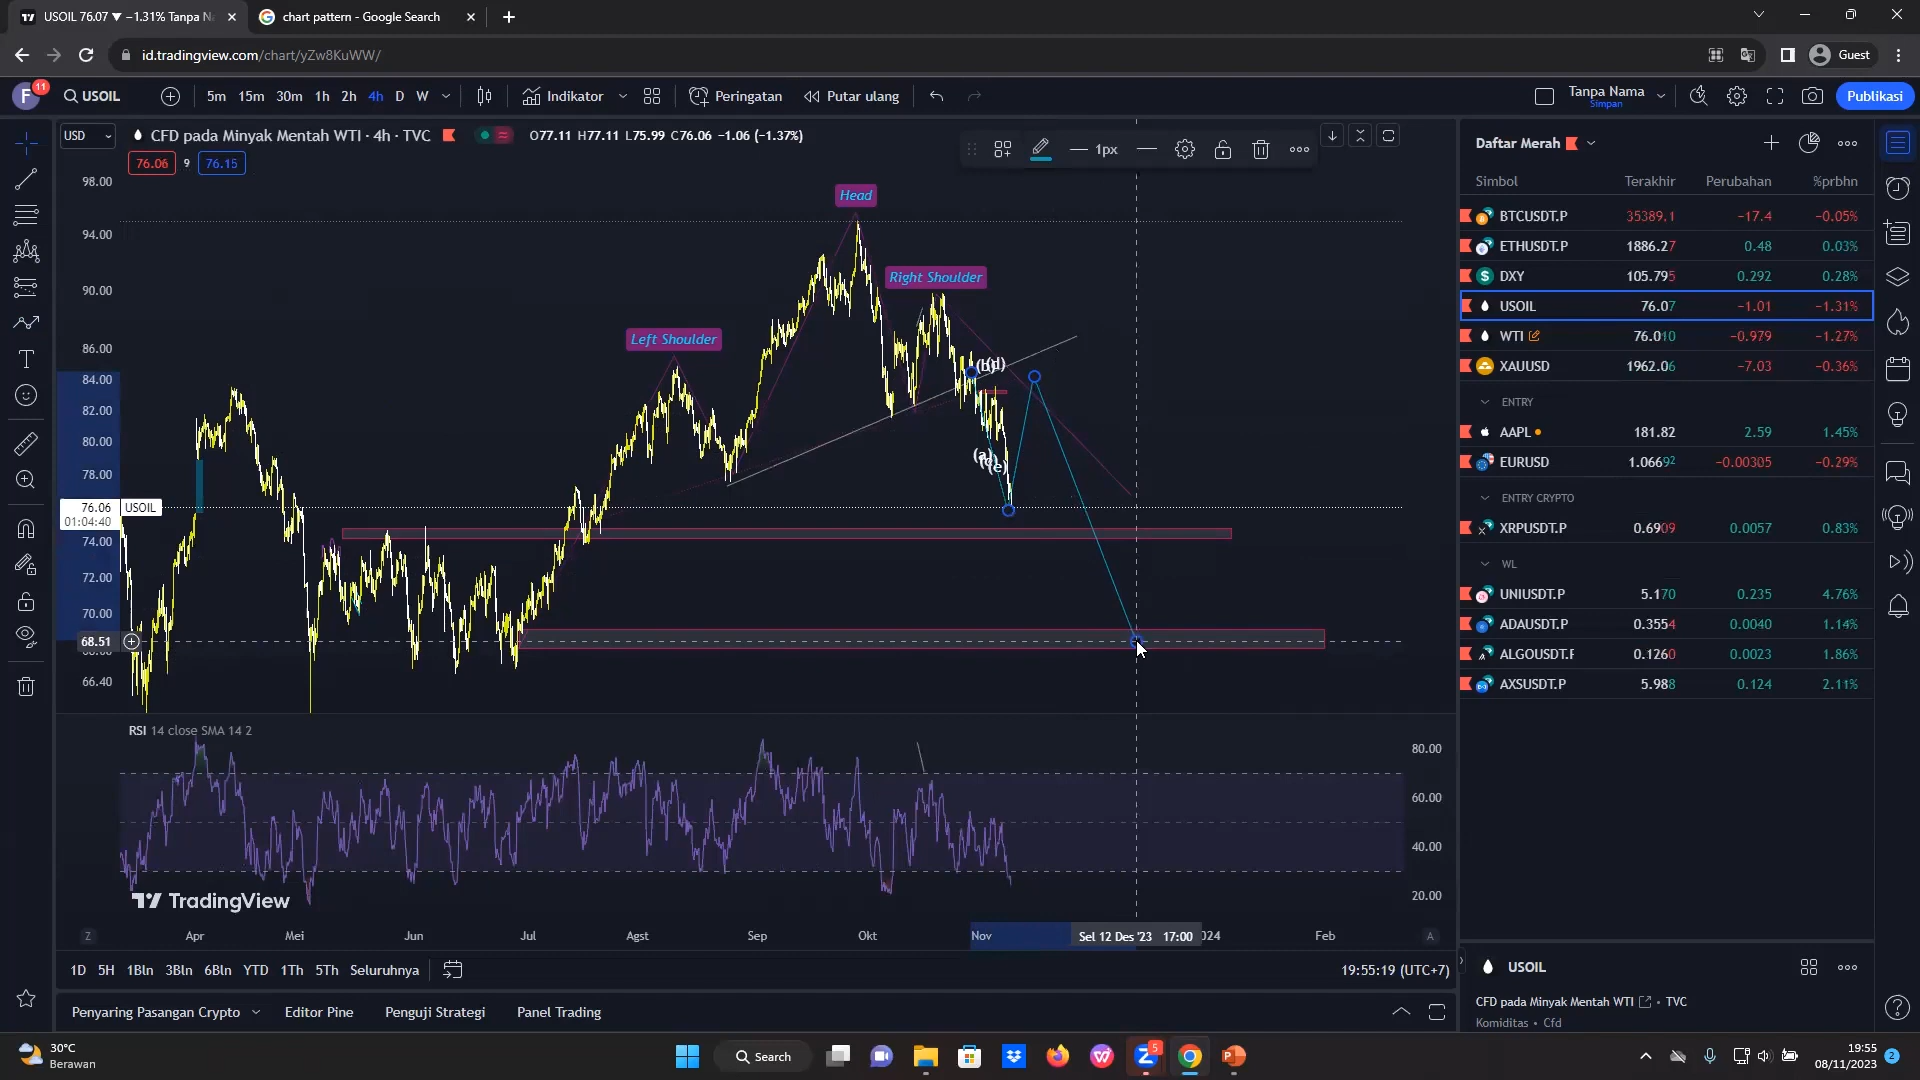 USOIL 76.07 ▼ −1.31% Tanpa N
chart pattern - Google Search
id.tradingview.com/chart/yZw8KuWW/
Guest
F
11
USOIL
5m 15m 30m 1h 2h 4h D W
Indikator
Peringatan
Putar ulang
Tanpa Nama
Simpan
Publikasi
USD
CFD pada Minyak Mentah WTI · 4h · TVC
O77.11 H77.11 L75.99 C76.06 −1.06 (−1.37%)
76.06 9 76.15
1px
98.00
94.00
90.00
86.00
84.00
82.00
80.00
78.00
76.06 USOIL
01:04:40
74.00
72.00
70.00
68.51
66.40
Head
Right Shoulder
Left Shoulder
(b)(d)
(a)(c)(e)
RSI 14 close SMA 14 2
80.00
60.00
40.00
20.00
TradingView
Z Apr Mei Jun Jul Agst Sep Okt Nov Sel 12 Des '23 17:00 024 Feb A
1D 5H 1Bln 3Bln 6Bln YTD 1Th 5Th Seluruhnya
19:55:19 (UTC+7)
Penyaring Pasangan Crypto Editor Pine Penguji Strategi Panel Trading
Daftar Merah
Simbol Terakhir Perubahan %prbhn
BTCUSDT.P 35389.1 −17.4 −0.05%
ETHUSDT.P 1886.27 0.48 0.03%
DXY 105.795 0.292 0.28%
USOIL 76.07 −1.01 −1.31%
WTI 76.010 −0.979 −1.27%
XAUUSD 1962.06 −7.03 −0.36%
ENTRY
AAPL 181.82 2.59 1.45%
EURUSD 1.06692 −0.00305 −0.29%
ENTRY CRYPTO
XRPUSDT.P 0.6909 0.0057 0.83%
WL
UNIUSDT.P 5.170 0.235 4.76%
ADAUSDT.P 0.3554 0.0040 1.14%
ALGOUSDT.F 0.1260 0.0023 1.86%
AXSUSDT.P 5.988 0.124 2.11%
USOIL
CFD pada Minyak Mentah WTI • TVC
Komiditas • Cfd
30°C
Berawan
Search
5
19:55
08/11/2023
2